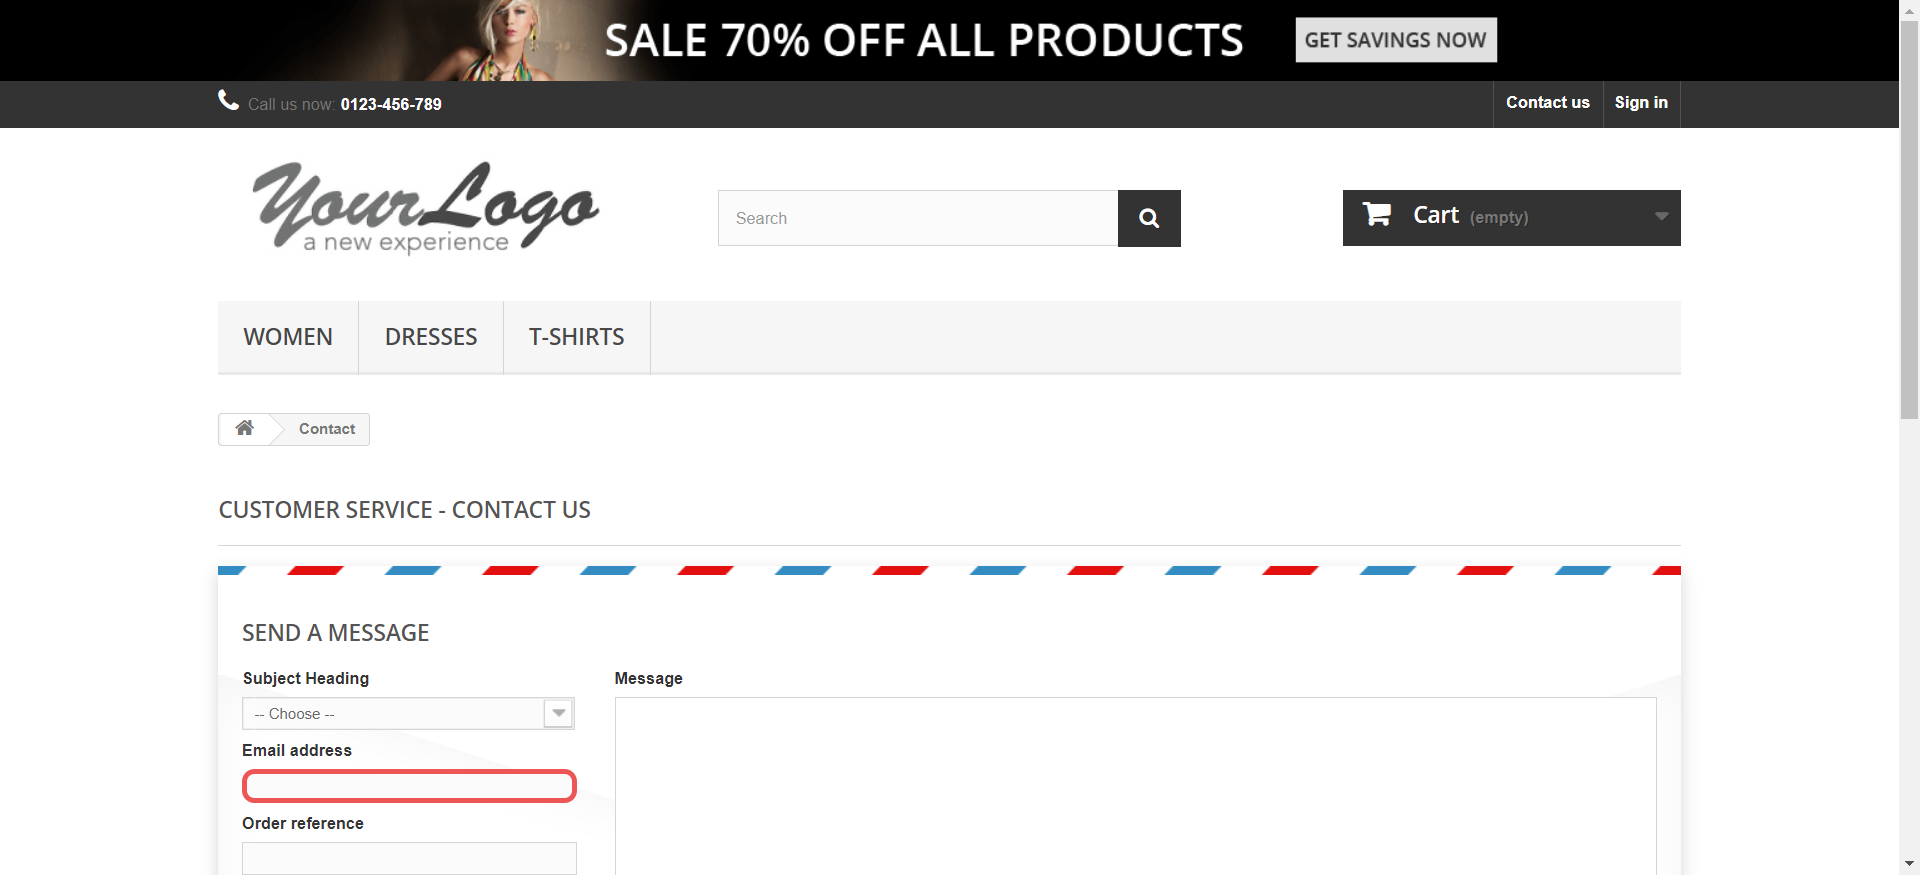 SALE 70% OFF ALL PRODUCTS
GET SAVINGS NOW
Call us now: 0123-456-789
Contact us
Sign in
YourLogo
a new experience
Search
Cart (empty)
WOMEN
DRESSES
T-SHIRTS
Contact
CUSTOMER SERVICE - CONTACT US
SEND A MESSAGE
Subject Heading
Message
-- Choose --
Email address
Order reference